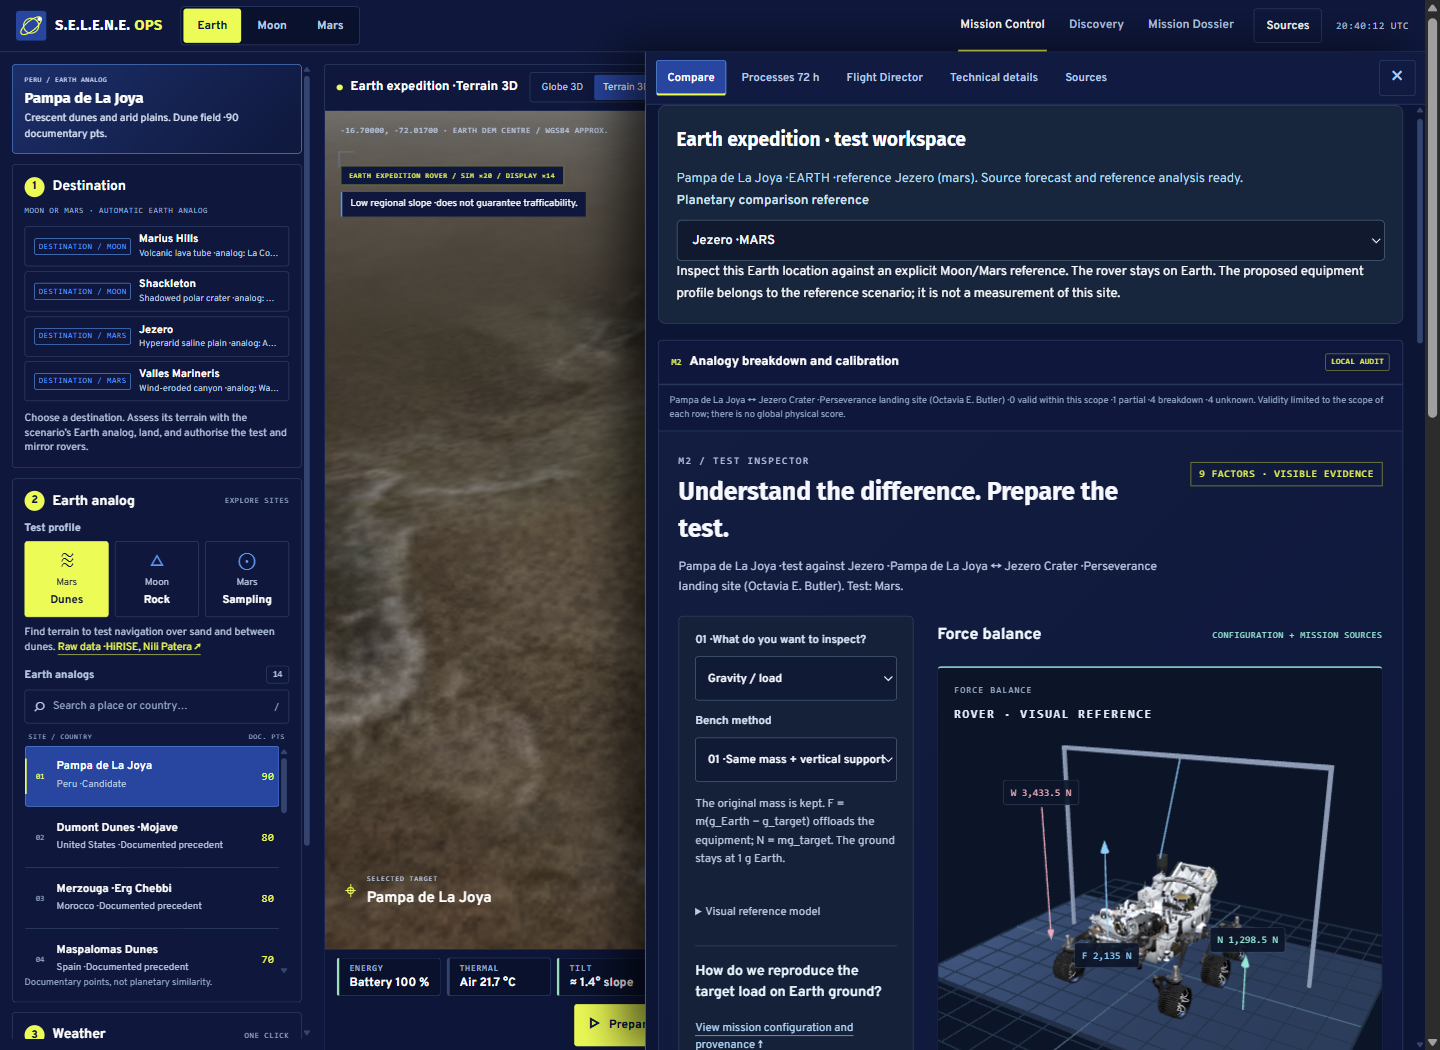 S.E.L.E.N.E. OPS
Earth
Moon
Mars
Mission Control
Discovery
Mission Dossier
Sources
20:40:12 UTC
PERU / EARTH ANALOG
Pampa de La Joya
Crescent dunes and arid plains. Dune field ·90
documentary pts.
1
Destination
MOON OR MARS · AUTOMATIC EARTH ANALOG
DESTINATION / MOON
Marius Hills
Volcanic lava tube ·analog: La Co...
DESTINATION / MOON
Shackleton
Shadowed polar crater ·analog: ...
DESTINATION / MARS
Jezero
Hyperarid saline plain ·analog: A...
DESTINATION / MARS
Valles Marineris
Wind-eroded canyon ·analog: Wa...
Choose a destination. Assess its terrain with the
scenario's Earth analog, land, and authorise the test and
mirror rovers.
2
Earth analog
EXPLORE SITES
Test profile
Mars
Dunes
Moon
Rock
Mars
Sampling
Find terrain to test navigation over sand and between
dunes. Raw data ·HiRISE, Nili Patera ↗
Earth analogs
14
Search a place or country...
/
SITE / COUNTRY
DOC. PTS
01
Pampa de La Joya
Peru ·Candidate
90
02
Dumont Dunes ·Mojave
United States ·Documented precedent
80
03
Merzouga ·Erg Chebbi
Morocco ·Documented precedent
80
04
Maspalomas Dunes
Spain ·Documented precedent
70
Documentary points, not planetary similarity.
3
Weather
ONE CLICK
Earth expedition ·Terrain 3D
Globe 3D
Terrain 3
-16.70000, -72.01700 · EARTH DEM CENTRE / WGS84 APPROX.
EARTH EXPEDITION ROVER / SIM ×20 / DISPLAY ×14
Low regional slope ·does not guarantee trafficability.
SELECTED TARGET
Pampa de La Joya
ENERGY
Battery 100 %
THERMAL
Air 21.7 °C
TILT
≈ 1.4° slope
Prepar
Compare
Processes 72 h
Flight Director
Technical details
Sources
✕
Earth expedition · test workspace
Pampa de La Joya ·EARTH ·reference Jezero (mars). Source forecast and reference analysis ready.
Planetary comparison reference
Jezero ·MARS
Inspect this Earth location against an explicit Moon/Mars reference. The rover stays on Earth. The proposed equipment
profile belongs to the reference scenario; it is not a measurement of this site.
M2
Analogy breakdown and calibration
LOCAL AUDIT
Pampa de La Joya ↔ Jezero Crater ·Perseverance landing site (Octavia E. Butler) ·0 valid within this scope ·1 partial ·4 breakdown ·4 unknown. Validity limited to the scope of
each row; there is no global physical score.
M2 / TEST INSPECTOR
9 FACTORS · VISIBLE EVIDENCE
Understand the difference. Prepare the
test.
Pampa de La Joya ·test against Jezero ·Pampa de La Joya ↔ Jezero Crater ·Perseverance
landing site (Octavia E. Butler). Test: Mars.
01 ·What do you want to inspect?
Gravity / load
Bench method
01 ·Same mass + vertical support
The original mass is kept. F =
m(g_Earth − g_target) offloads the
equipment; N = mg_target. The ground
stays at 1 g Earth.
▶ Visual reference model
How do we reproduce the
target load on Earth ground?
View mission configuration and
provenance ↑
Force balance
CONFIGURATION + MISSION SOURCES
FORCE BALANCE
ROVER · VISUAL REFERENCE
W 3,433.5 N
N 1,298.5 N
F 2,135 N